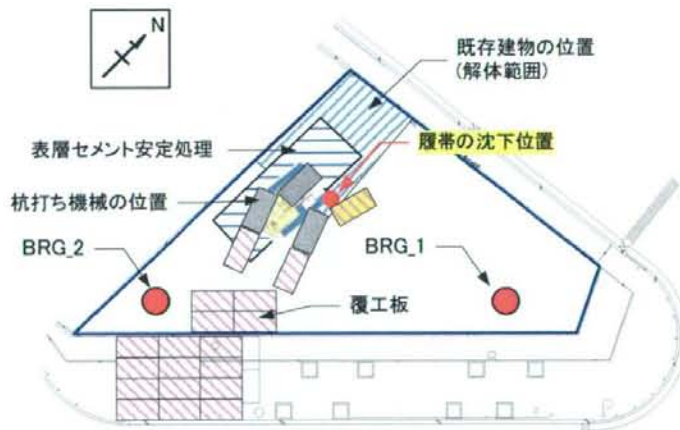 N
既存建物の位置
(解体範囲)
表層セメント安定処理
履帯の沈下位置
杭打ち機械の位置
BRG_2
BRG_1
覆工板